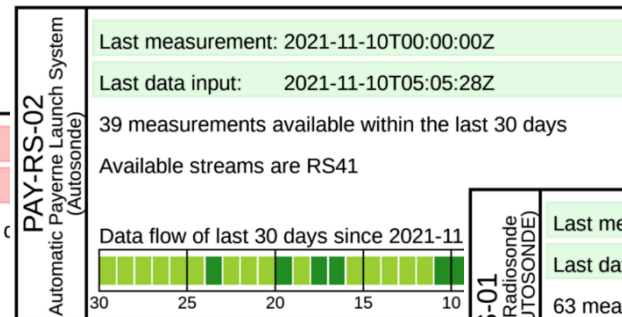 PAY-RS-02
Automatic Payerne Launch System
(Autosonde)
Last measurement: 2021-11-10T00:00:00Z
Last data input: 2021-11-10T05:05:28Z
39 measurements available within the last 30 days
Available streams are RS41
Data flow of last 30 days since 2021-11
30 25 20 15 10
S-01
Radiosonde
UTOSONDE)
Last me
Last da
63 mea